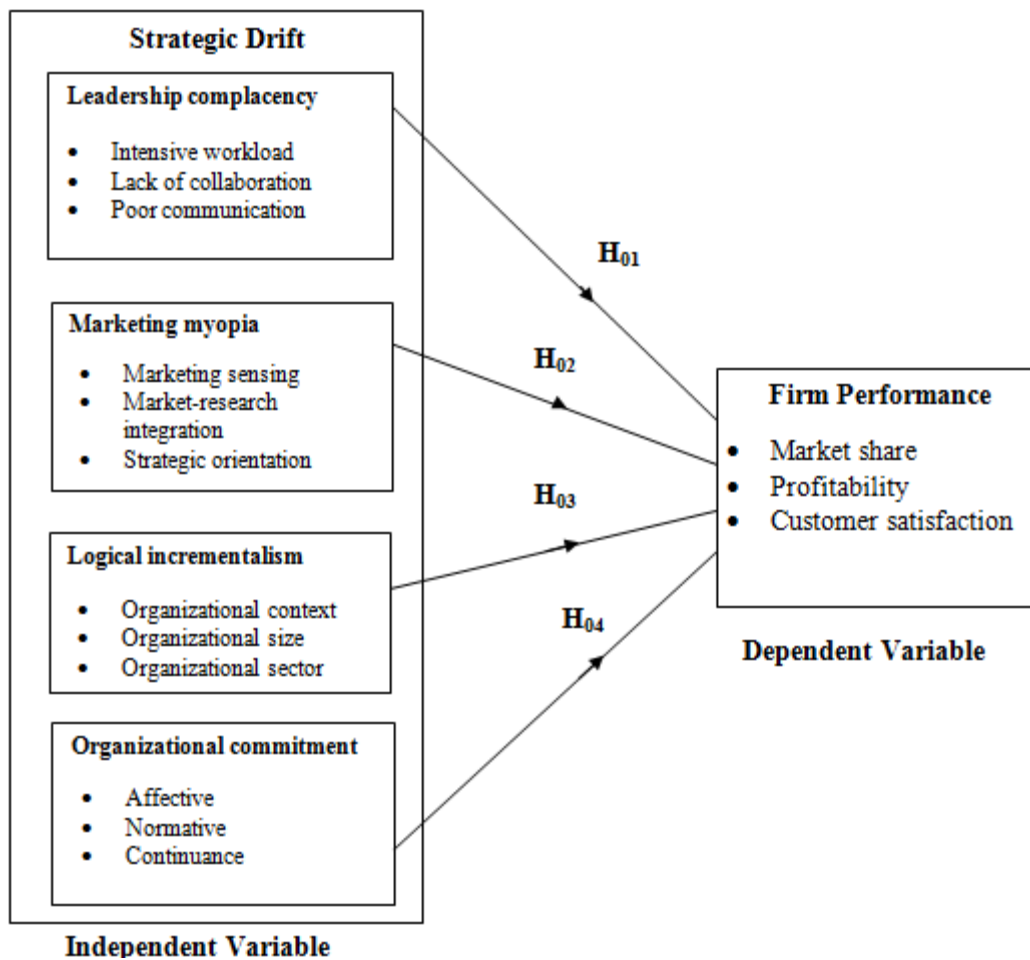 Strategic Drift
Leadership complacency
• Intensive workload
• Lack of collaboration
• Poor communication
H01
Marketing myopia
• Marketing sensing
• Market-research
integration
• Strategic orientation
H02
Logical incrementalism
• Organizational context
• Organizational size
• Organizational sector
H03
Organizational commitment
• Affective
• Normative
• Continuance
H04
Independent Variable
Firm Performance
• Market share
• Profitability
• Customer satisfaction
Dependent Variable